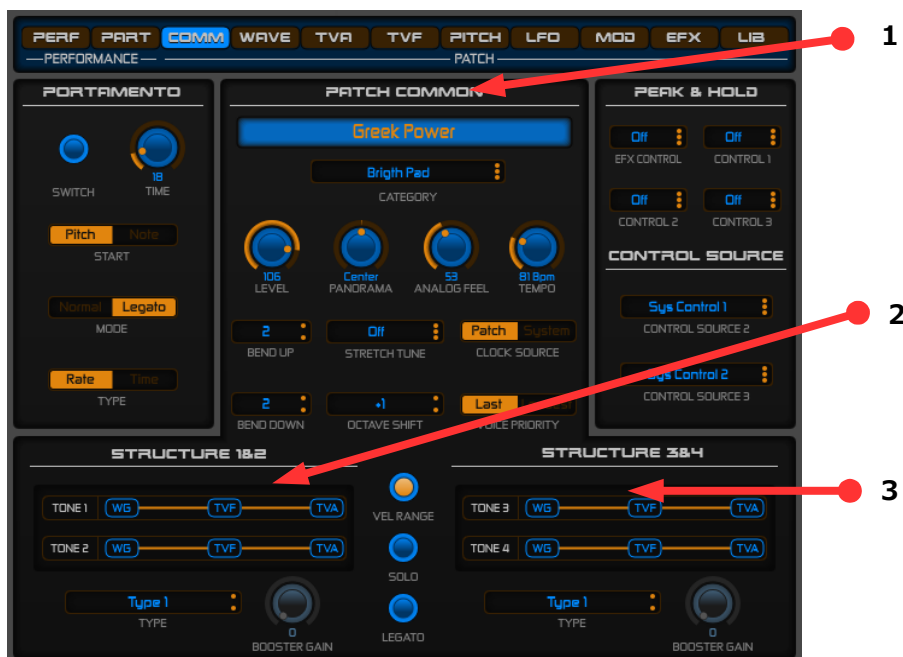 PERF PART COMM WAVE TVA TVF PITCH LFO MOD EFX LIB
PERFORMANCE PATCH
1
PORTAMENTO
SWITCH
18
TIME
Pitch Note
START
Normal Legato
MODE
Rate Time
TYPE
PATCH COMMON
Greek Power
Brigth Pad
CATEGORY
106 Center 53 81 Bpm
LEVEL PANORAMA ANALOG FEEL TEMPO
2 Off Patch System
BEND UP STRETCH TUNE CLOCK SOURCE
2 +1 Last
BEND DOWN OCTAVE SHIFT VOICE PRIORITY
PEAK & HOLD
Off Off
EFX CONTROL CONTROL 1
Off Off
CONTROL 2 CONTROL 3
CONTROL SOURCE
Sys Control 1
CONTROL SOURCE 2
Sys Control 2
CONTROL SOURCE 3
2
STRUCTURE 1&2
TONE 1 WG TVF TVA
TONE 2 WG TVF TVA
Type 1
TYPE
0
BOOSTER GAIN
VEL RANGE
SOLO
LEGATO
STRUCTURE 3&4
TONE 3 WG TVF TVA
TONE 4 WG TVF TVA
Type 1
TYPE
0
BOOSTER GAIN
3